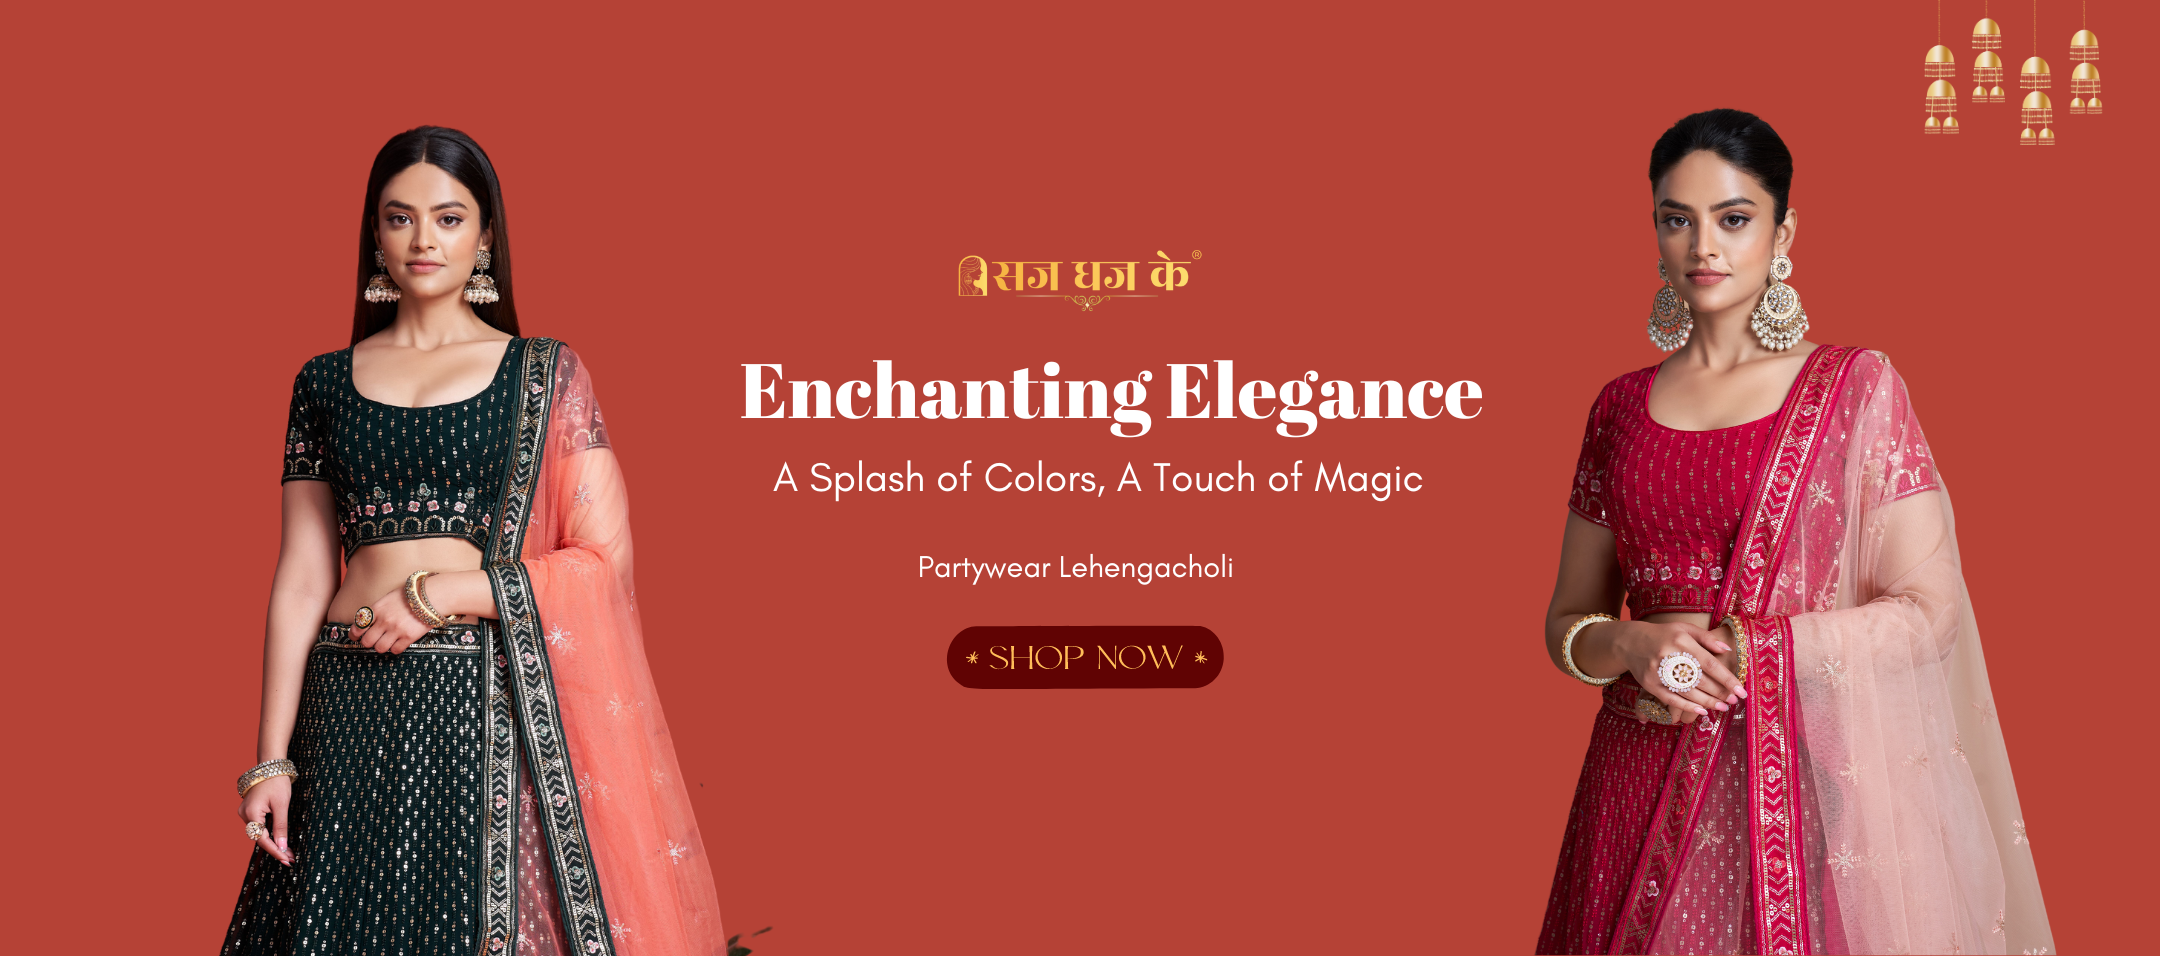 सज धज के®
Enchanting Elegance
A Splash of Colors, A Touch of Magic
Partywear Lehengacholi
* SHOP NOW *